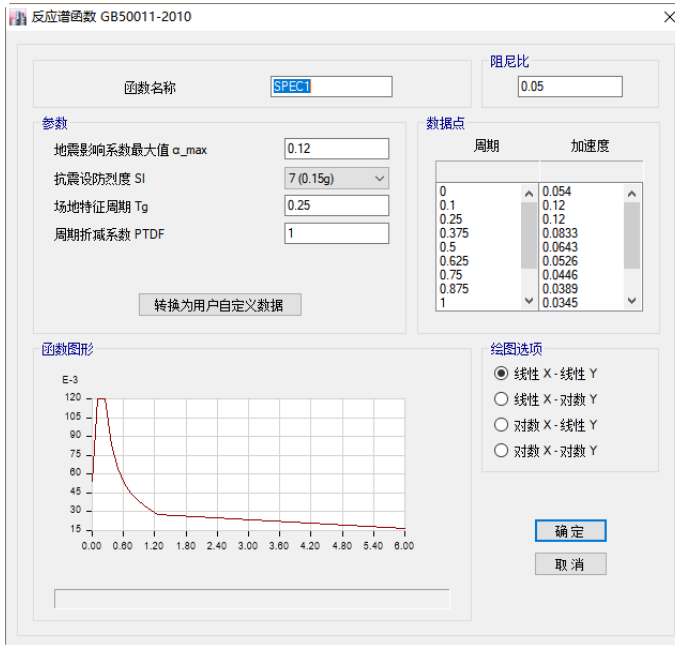 反应谱函数 GB50011-2010
函数名称
SPEC1
阻尼比
0.05
参数
地震影响系数最大值 α_max
0.12
抗震设防烈度 SI
7 (0.15g)
场地特征周期 Tg
0.25
周期折减系数 PTDF
1
转换为用户自定义数据
数据点
周期 加速度
0 0.054
0.1 0.12
0.25 0.12
0.375 0.0833
0.5 0.0643
0.625 0.0526
0.75 0.0446
0.875 0.0389
1 0.0345
函数图形
E-3
120
105
90
75
60
45
30
15
0.00 0.60 1.20 1.80 2.40 3.00 3.60 4.20 4.80 5.40 6.00
绘图选项
线性 X - 线性 Y
线性 X - 对数 Y
对数 X - 线性 Y
对数 X - 对数 Y
确定
取消